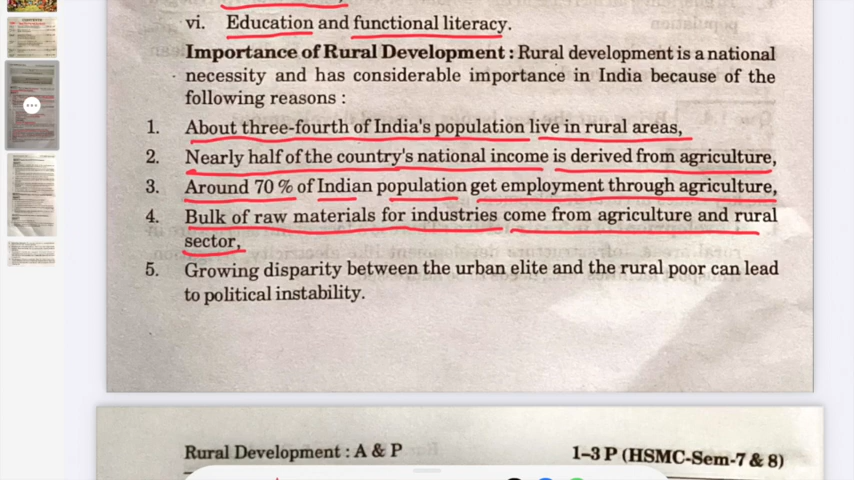 vi. Education and functional literacy.
Importance of Rural Development : Rural development is a national
necessity and has considerable importance in India because of the
following reasons :
1. About three-fourth of India's population live in rural areas,
2. Nearly half of the country's national income is derived from agriculture,
3. Around 70 % of Indian population get employment through agriculture,
4. Bulk of raw materials for industries come from agriculture and rural
sector,
5. Growing disparity between the urban elite and the rural poor can lead
to political instability.
Rural Development : A & P 1–3 P (HSMC-Sem-7 & 8)